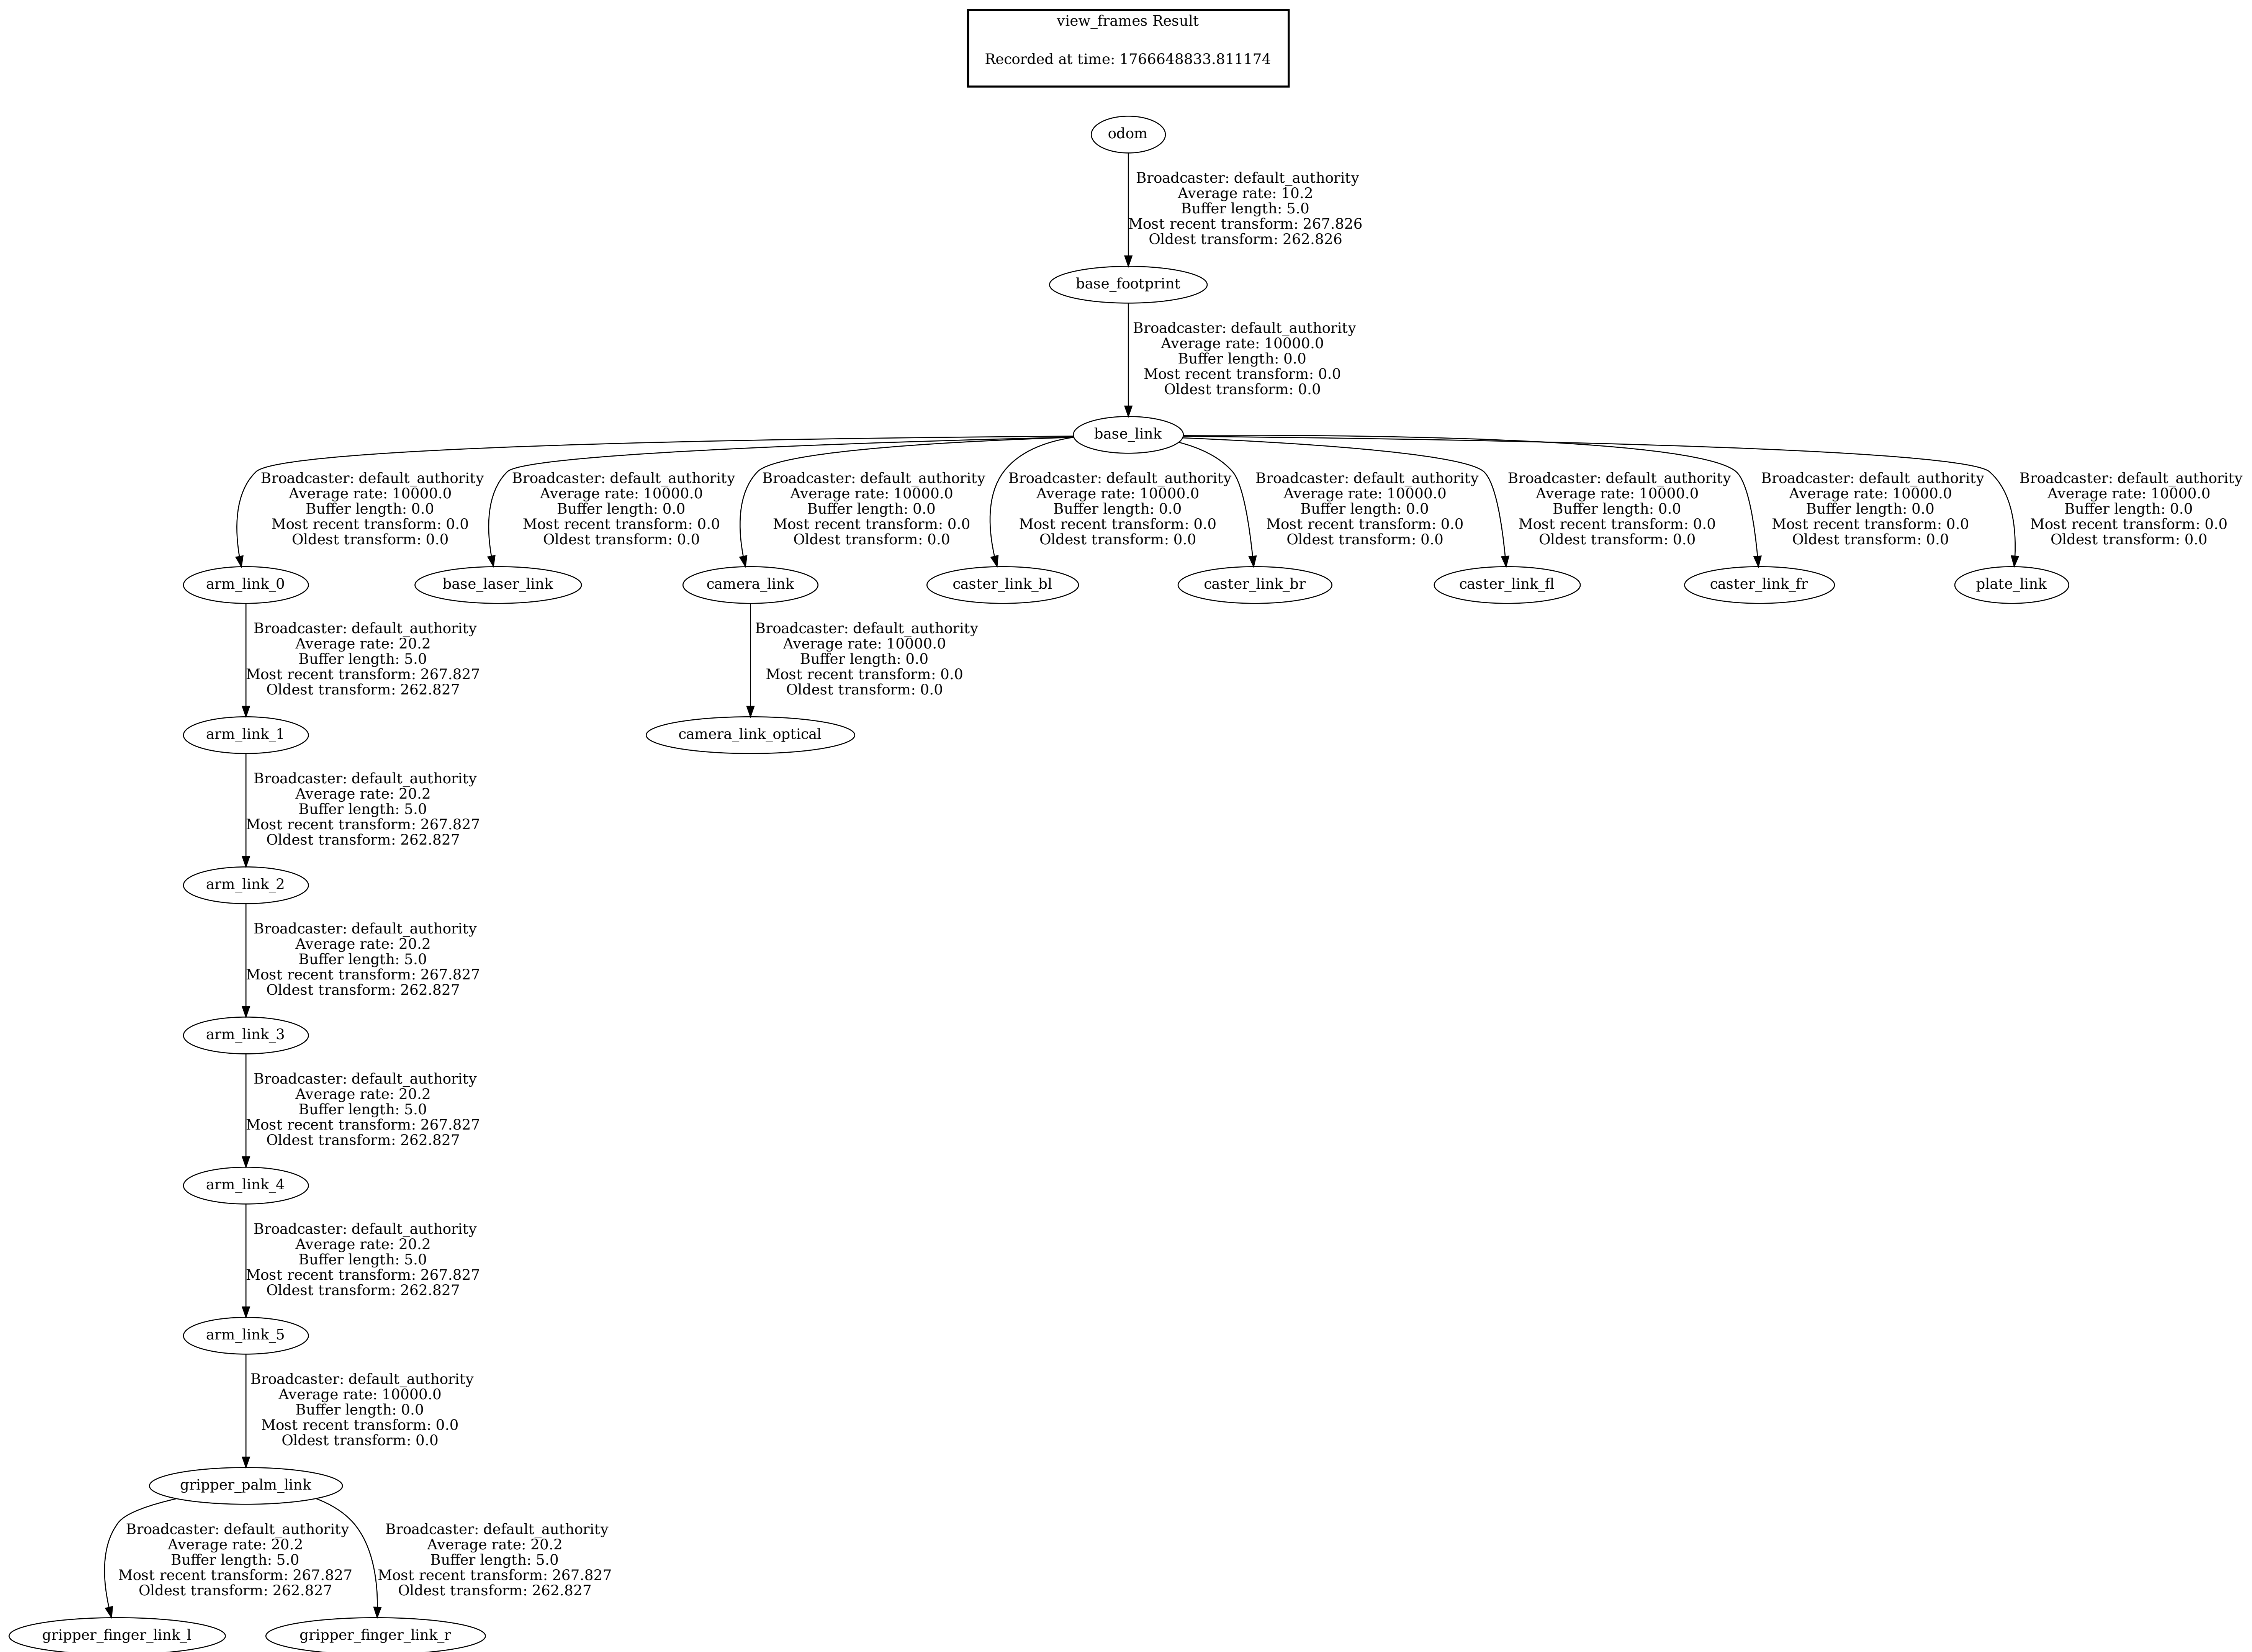 view_frames Result
Recorded at time: 1766648833.811174
odom
Broadcaster: default_authority
Average rate: 10.2
Buffer length: 5.0
Most recent transform: 267.826
Oldest transform: 262.826
base_footprint
Broadcaster: default_authority
Average rate: 10000.0
Buffer length: 0.0
Most recent transform: 0.0
Oldest transform: 0.0
base_link
Broadcaster: default_authority
Average rate: 10000.0
Buffer length: 0.0
Most recent transform: 0.0
Oldest transform: 0.0
Broadcaster: default_authority
Average rate: 10000.0
Buffer length: 0.0
Most recent transform: 0.0
Oldest transform: 0.0
Broadcaster: default_authority
Average rate: 10000.0
Buffer length: 0.0
Most recent transform: 0.0
Oldest transform: 0.0
Broadcaster: default_authority
Average rate: 10000.0
Buffer length: 0.0
Most recent transform: 0.0
Oldest transform: 0.0
Broadcaster: default_authority
Average rate: 10000.0
Buffer length: 0.0
Most recent transform: 0.0
Oldest transform: 0.0
Broadcaster: default_authority
Average rate: 10000.0
Buffer length: 0.0
Most recent transform: 0.0
Oldest transform: 0.0
Broadcaster: default_authority
Average rate: 10000.0
Buffer length: 0.0
Most recent transform: 0.0
Oldest transform: 0.0
Broadcaster: default_authority
Average rate: 10000.0
Buffer length: 0.0
Most recent transform: 0.0
Oldest transform: 0.0
arm_link_0
base_laser_link
camera_link
caster_link_bl
caster_link_br
caster_link_fl
caster_link_fr
plate_link
Broadcaster: default_authority
Average rate: 20.2
Buffer length: 5.0
Most recent transform: 267.827
Oldest transform: 262.827
Broadcaster: default_authority
Average rate: 10000.0
Buffer length: 0.0
Most recent transform: 0.0
Oldest transform: 0.0
arm_link_1
camera_link_optical
Broadcaster: default_authority
Average rate: 20.2
Buffer length: 5.0
Most recent transform: 267.827
Oldest transform: 262.827
arm_link_2
Broadcaster: default_authority
Average rate: 20.2
Buffer length: 5.0
Most recent transform: 267.827
Oldest transform: 262.827
arm_link_3
Broadcaster: default_authority
Average rate: 20.2
Buffer length: 5.0
Most recent transform: 267.827
Oldest transform: 262.827
arm_link_4
Broadcaster: default_authority
Average rate: 20.2
Buffer length: 5.0
Most recent transform: 267.827
Oldest transform: 262.827
arm_link_5
Broadcaster: default_authority
Average rate: 10000.0
Buffer length: 0.0
Most recent transform: 0.0
Oldest transform: 0.0
gripper_palm_link
Broadcaster: default_authority
Average rate: 20.2
Buffer length: 5.0
Most recent transform: 267.827
Oldest transform: 262.827
Broadcaster: default_authority
Average rate: 20.2
Buffer length: 5.0
Most recent transform: 267.827
Oldest transform: 262.827
gripper_finger_link_l
gripper_finger_link_r